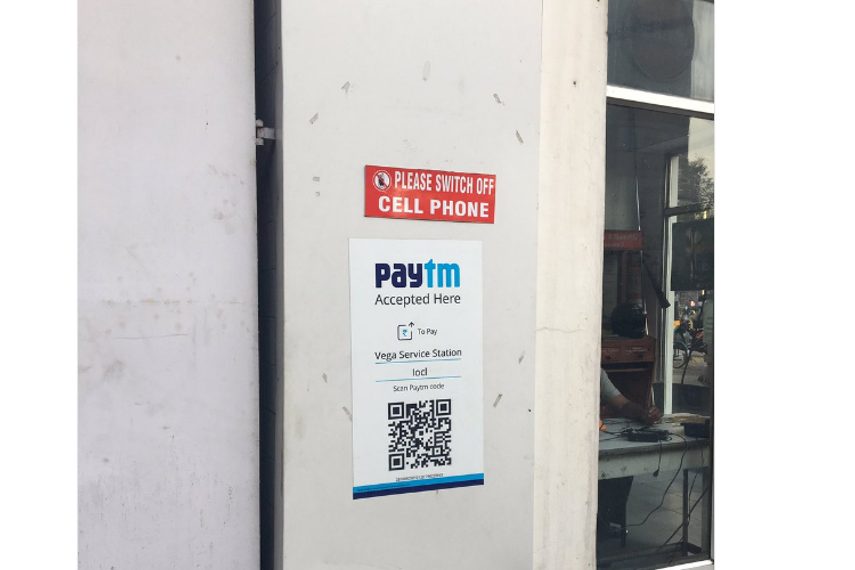 PLEASE SWITCH OFF
CELL PHONE
paytm
Accepted Here
₹
To Pay
Vega Service Station
Iocl
Scan Paytm code